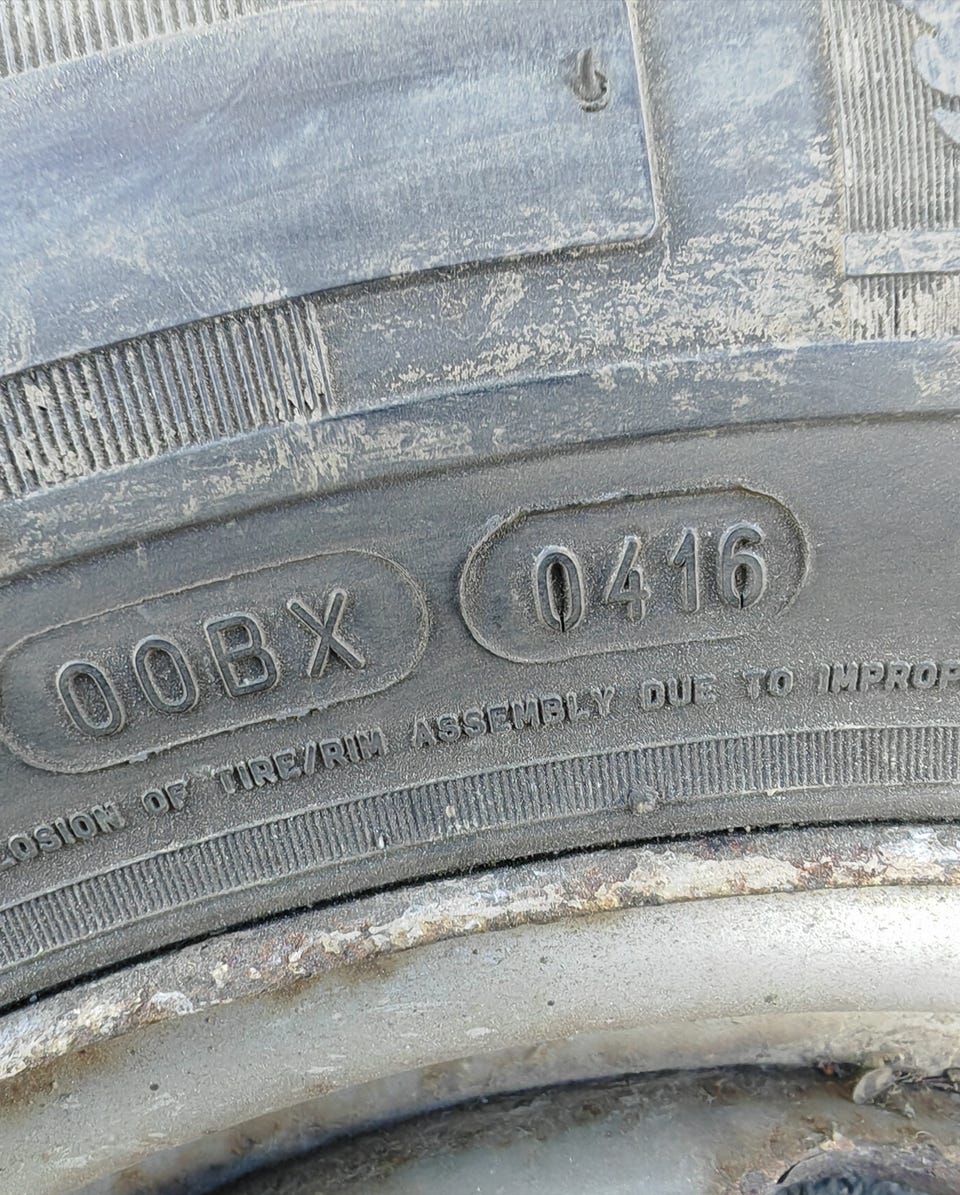 00BX 0416
LOSION OF TIRE/RIM ASSEMBLY DUE TO IMPROP